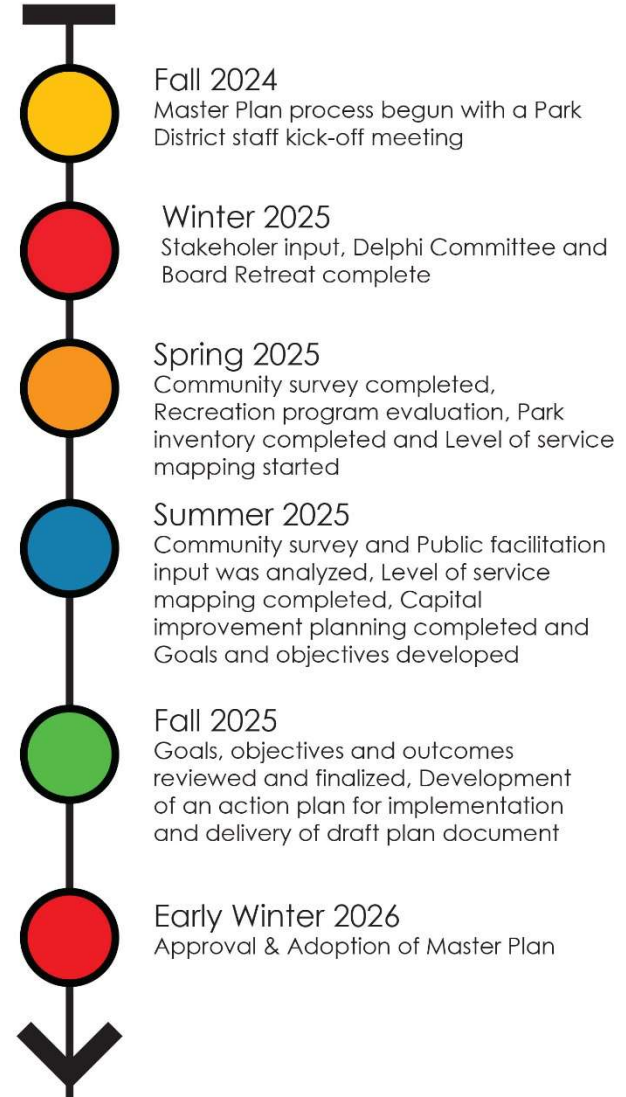 Fall 2024
Master Plan process begun with a Park
District staff kick-off meeting
Winter 2025
Stakeholer input, Delphi Committee and
Board Retreat complete
Spring 2025
Community survey completed,
Recreation program evaluation, Park
inventory completed and Level of service
mapping started
Summer 2025
Community survey and Public facilitation
input was analyzed, Level of service
mapping completed, Capital
improvement planning completed and
Goals and objectives developed
Fall 2025
Goals, objectives and outcomes
reviewed and finalized, Development
of an action plan for implementation
and delivery of draft plan document
Early Winter 2026
Approval & Adoption of Master Plan